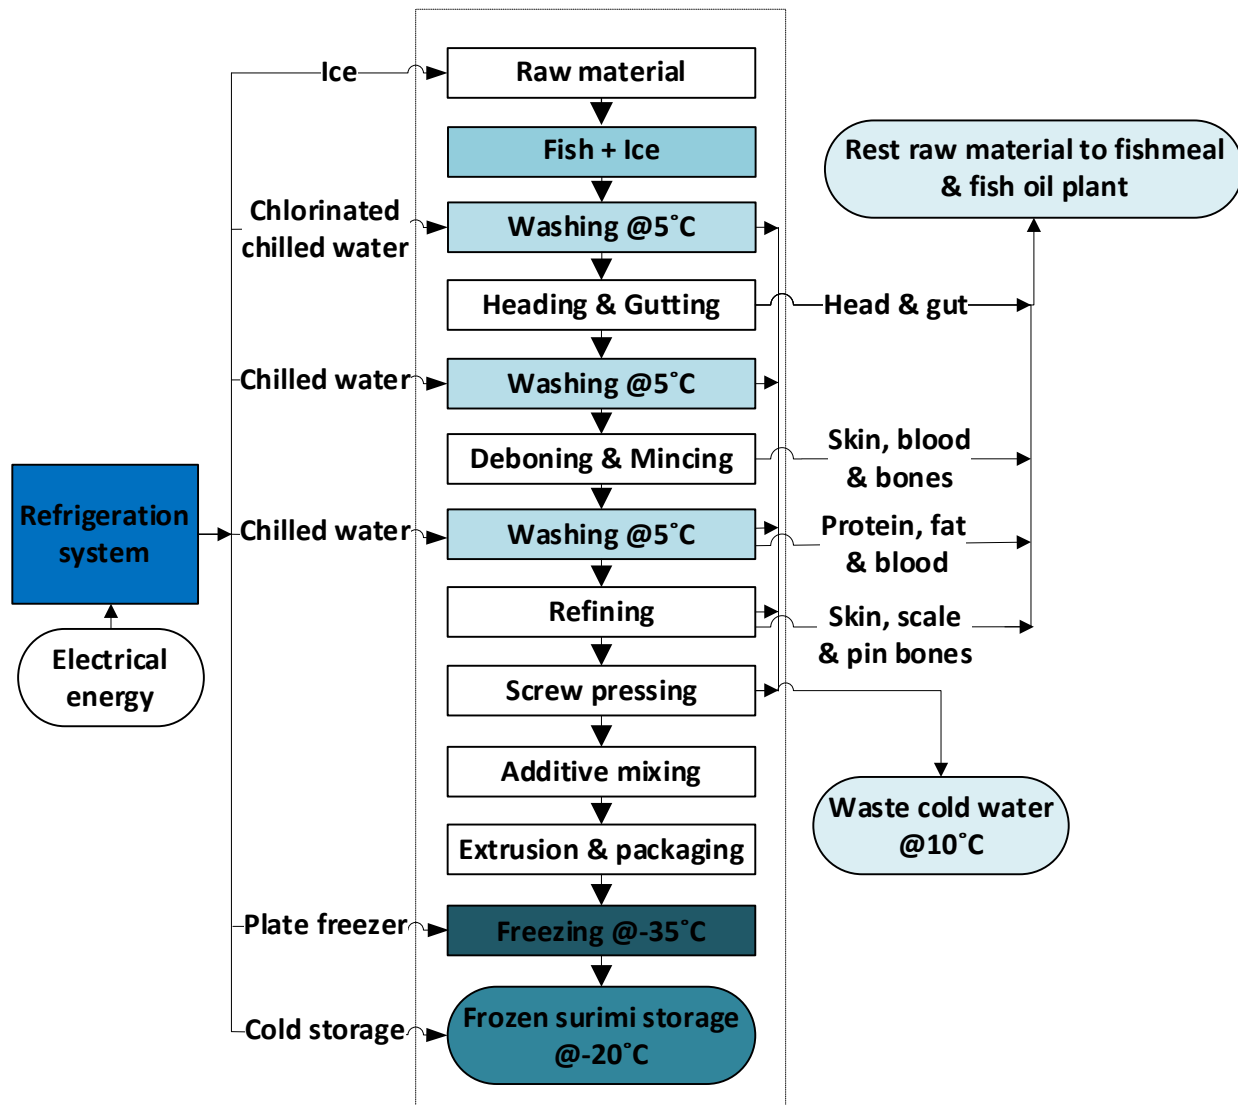 Ice
Raw material
Fish + Ice
Rest raw material to fishmeal
& fish oil plant
Chlorinated
chilled water
Washing @5˚C
Heading & Gutting
Head & gut
Chilled water
Washing @5˚C
Deboning & Mincing
Skin, blood
& bones
Refrigeration
system
Chilled water
Washing @5˚C
Protein, fat
& blood
Refining
Skin, scale
& pin bones
Electrical
energy
Screw pressing
Additive mixing
Waste cold water
@10˚C
Extrusion & packaging
Plate freezer
Freezing @-35˚C
Cold storage
Frozen surimi storage
@-20˚C